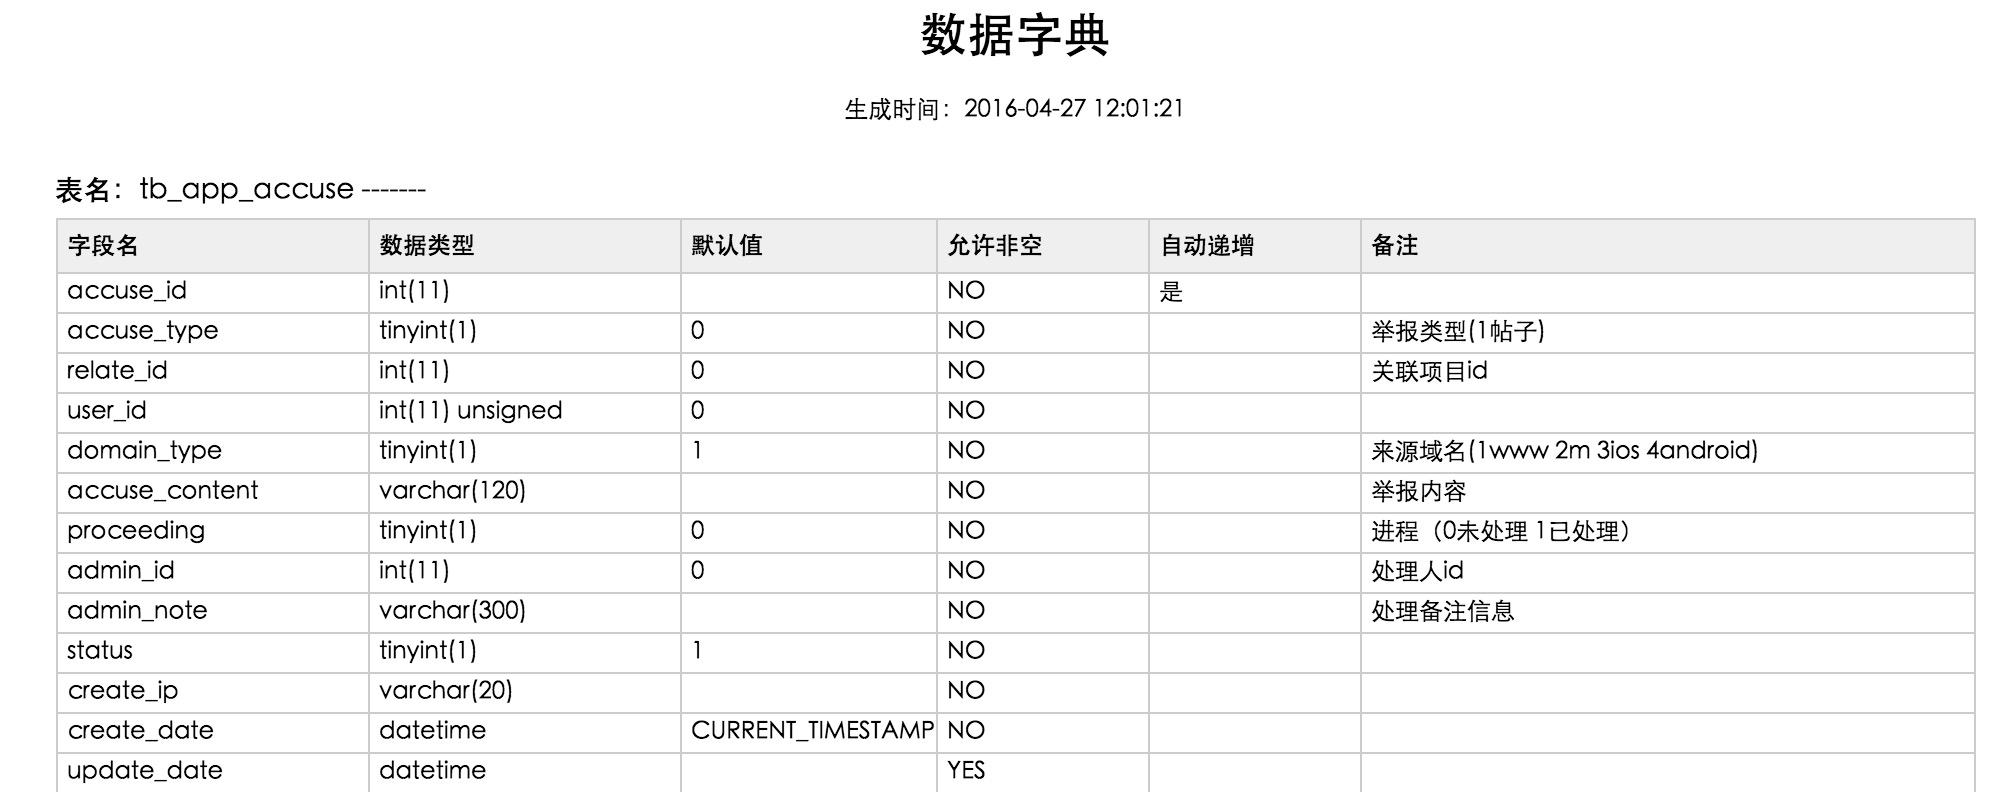 数据字典
生成时间：2016-04-27 12:01:21
表名：tb_app_accuse -------
字段名 数据类型 默认值 允许非空 自动递增 备注
accuse_id int(11) NO 是
accuse_type tinyint(1) 0 NO 举报类型(1帖子)
relate_id int(11) 0 NO 关联项目id
user_id int(11) unsigned 0 NO
domain_type tinyint(1) 1 NO 来源域名(1www 2m 3ios 4android)
accuse_content varchar(120) NO 举报内容
proceeding tinyint(1) 0 NO 进程（0未处理 1已处理）
admin_id int(11) 0 NO 处理人id
admin_note varchar(300) NO 处理备注信息
status tinyint(1) 1 NO
create_ip varchar(20) NO
create_date datetime CURRENT_TIMESTAMP NO
update_date datetime YES